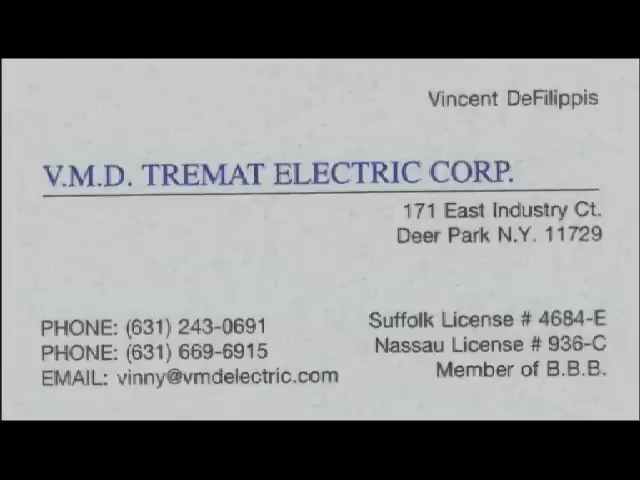 Vincent DeFilippis
V.M.D. TREMAT ELECTRIC CORP.
171 East Industry Ct.
Deer Park N.Y. 11729
PHONE: (631) 243-0691
PHONE: (631) 669-6915
EMAIL: vinny@vmdelectric.com
Suffolk License # 4684-E
Nassau License # 936-C
Member of B.B.B.